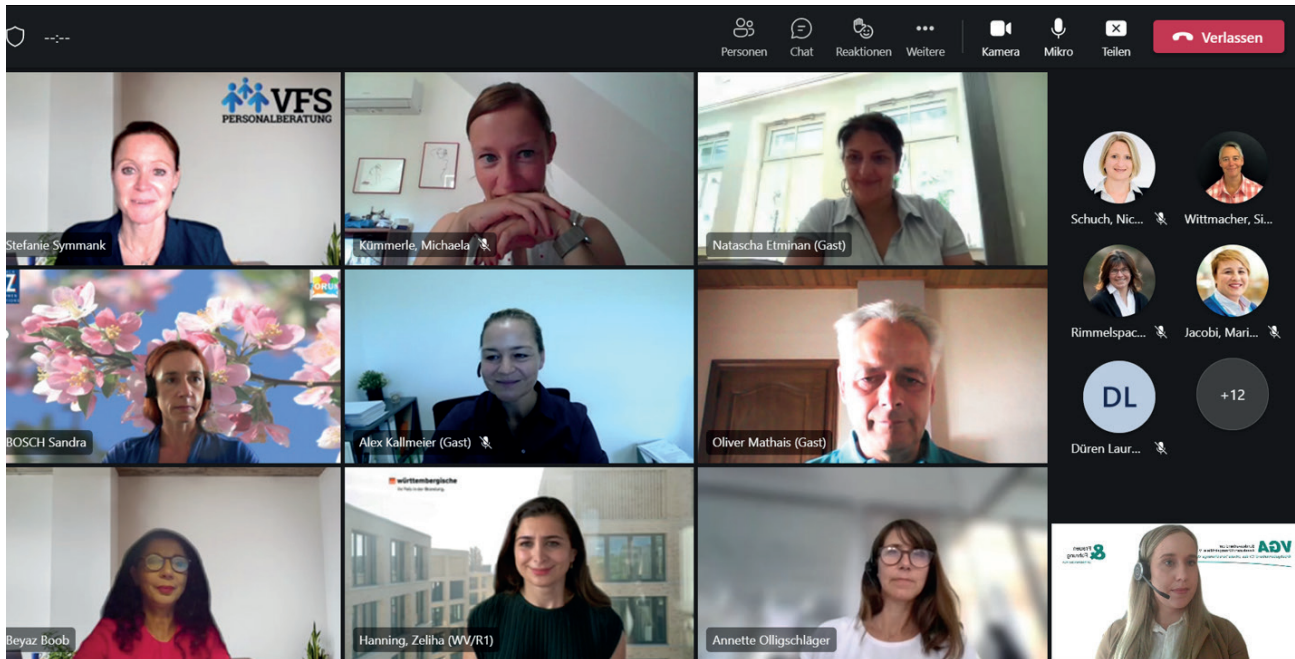 --:--
Personen
Chat
Reaktionen
Weitere
Kamera
Mikro
Teilen
Verlassen
VFS
PERSONALBERATUNG
Stefanie Symmank
Kümmerle, Michaela
Natascha Etminan (Gast)
Schuch, Nic...
Wittmacher, Si...
BOSCH Sandra
Alex Kallmeier (Gast)
Oliver Mathais (Gast)
Rimmelspac...
Jacobi, Mari...
DL
+12
Düren Laur...
württembergische
Beyaz Boob
Hanning, Zeliha (WV/R1)
Annette Olligschläger
Frauen
& Führung
VGA